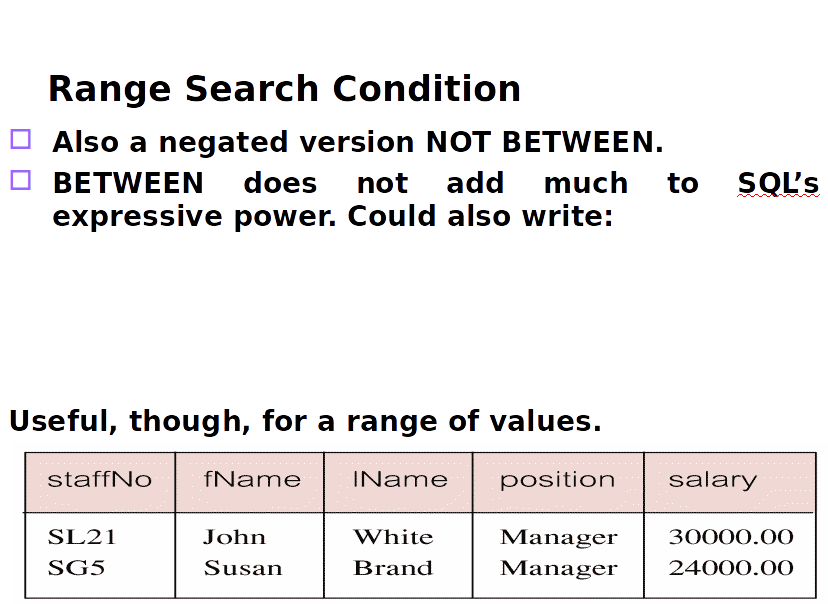 Range Search Condition
Also a negated version NOT BETWEEN.
BETWEEN does not add much to SQL’s
expressive power. Could also write:
Useful, though, for a range of values.
staffNo fName lName position salary
SL21 John White Manager 30000.00
SG5 Susan Brand Manager 24000.00